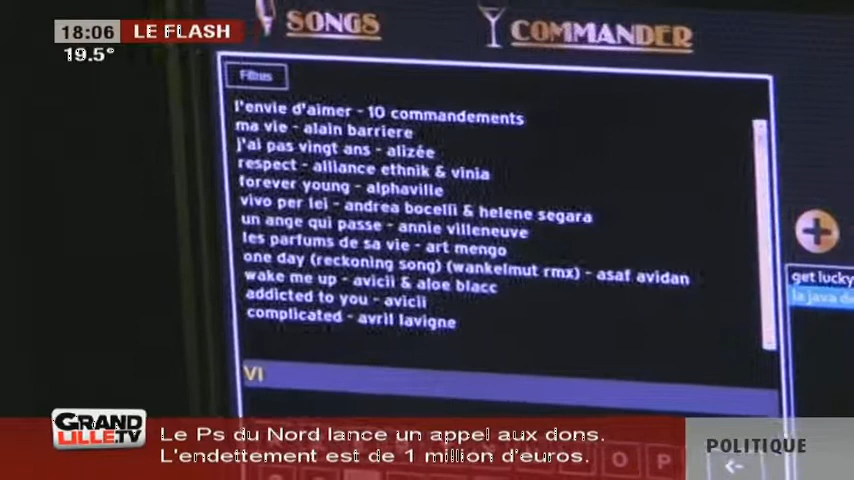 18:06 LE FLASH
19.5°
SONGS
COMMANDER
Filtres
l'envie d'aimer - 10 commandements
ma vie - alain barriere
j'ai pas vingt ans - alizée
respect - alliance ethnik & vinia
forever young - alphaville
vivo per lei - andrea bocelli & helene segara
un ange qui passe - annie villeneuve
les parfums de sa vie - art mengo
one day (reckoning song) (wankelmut rmx) - asaf avidan
wake me up - avicii & aloe blacc
addicted to you - avicii
complicated - avril lavigne
get lucky
la java de
VI
O P
GRAND
LILLE.TV
Le Ps du Nord lance un appel aux dons.
L'endettement est de 1 million d'euros.
POLITIQUE